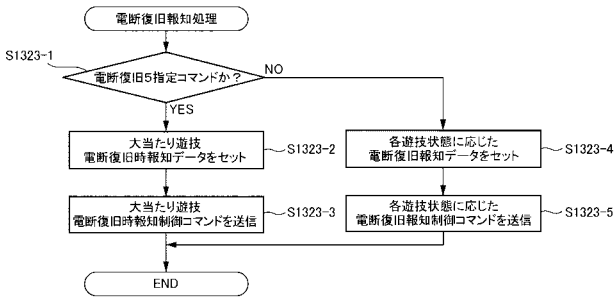 電断復旧報知処理
S1323-1
電断復旧5指定コマンドか?
NO
YES
大当たり遊技
電断復旧時報知データをセット
S1323-2
各遊技状態に応じた
電断復旧報知データをセット
S1323-4
大当たり遊技
電断復旧時報知制御コマンドを送信
S1323-3
各遊技状態に応じた
電断復旧報知制御コマンドを送信
S1323-5
END